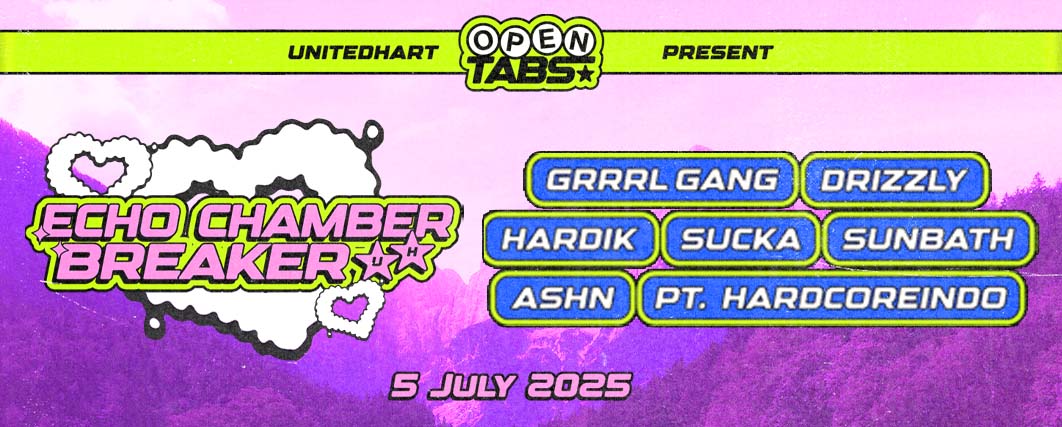 UNITEDHART OPEN TABS PRESENT
ECHO CHAMBER
BREAKER U H
GRRRL GANG DRIZZLY
HARDIK SUCKA SUNBATH
ASHN PT. HARDCOREINDO
5 JULY 2025